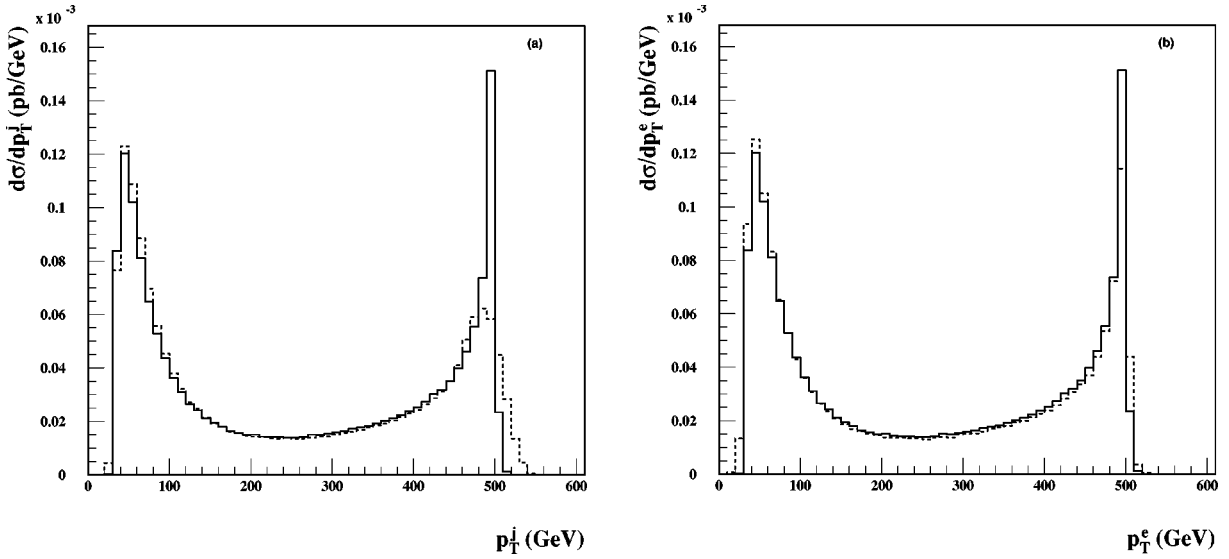 x 10⁻³
(a)
dσ/dp_T^j (pb/GeV)
0.16
0.14
0.12
0.1
0.08
0.06
0.04
0.02
0
0 100 200 300 400 500 600
p_T^j (GeV)
x 10⁻³
(b)
dσ/dp_T^e (pb/GeV)
0.16
0.14
0.12
0.1
0.08
0.06
0.04
0.02
0
0 100 200 300 400 500 600
p_T^e (GeV)